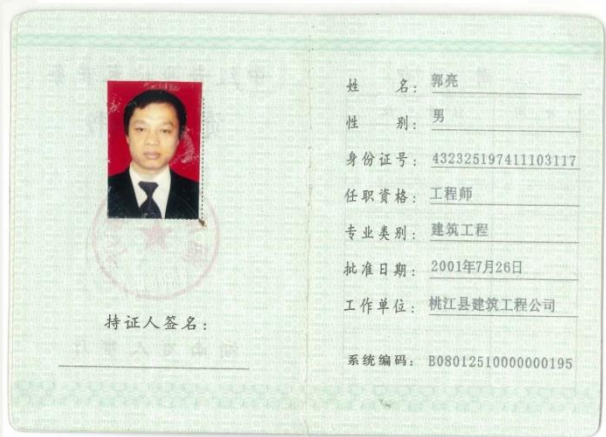 持证人签名：
姓 名：郭亮
性 别：男
身份证号：432325197411103117
任职资格：工程师
专业类别：建筑工程
批准日期：2001年7月26日
工作单位：桃江县建筑工程公司
系统编码：B08012510000000195